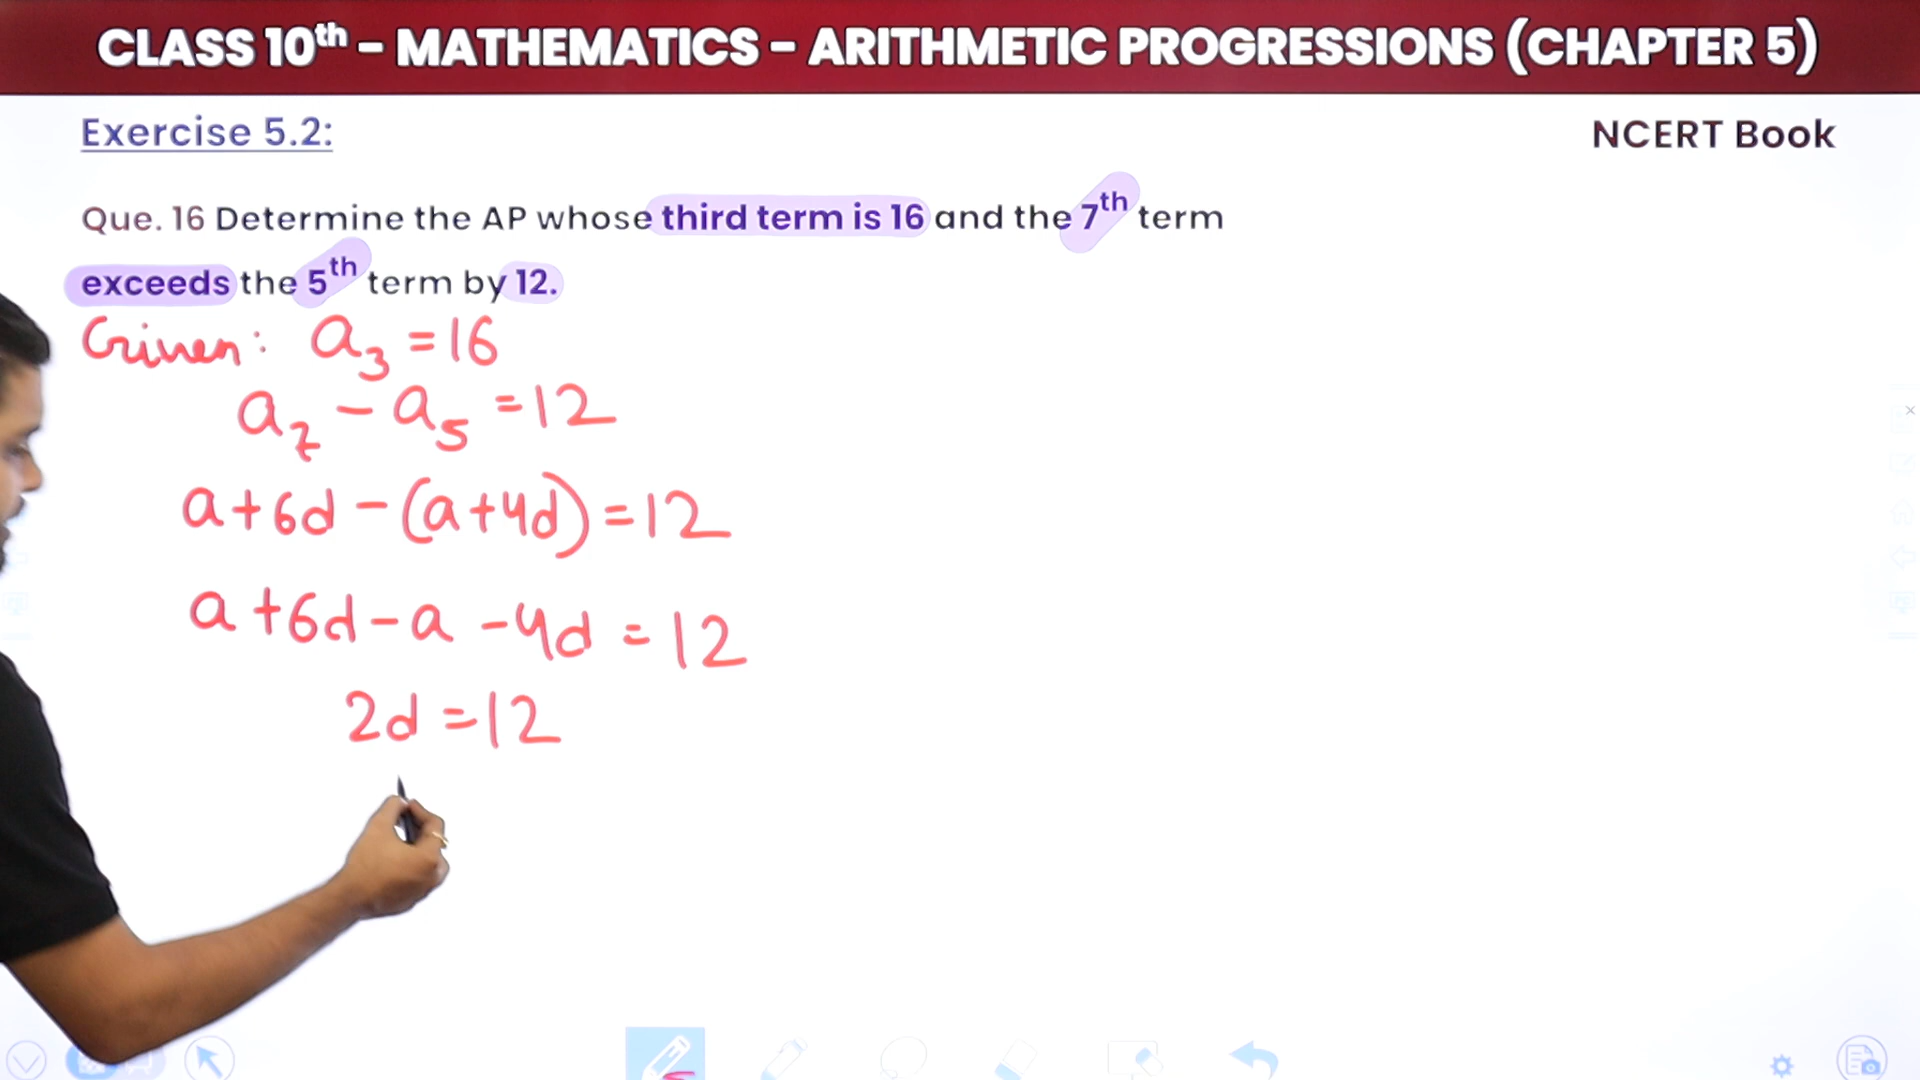 CLASS 10th – MATHEMATICS – ARITHMETIC PROGRESSIONS (CHAPTER 5)
Exercise 5.2:
NCERT Book
Que. 16 Determine the AP whose third term is 16 and the 7th term
exceeds the 5th term by 12.
Given: a₃ = 16
a₇ – a₅ = 12
a + 6d – (a + 4d) = 12
a + 6d – a – 4d = 12
2d = 12